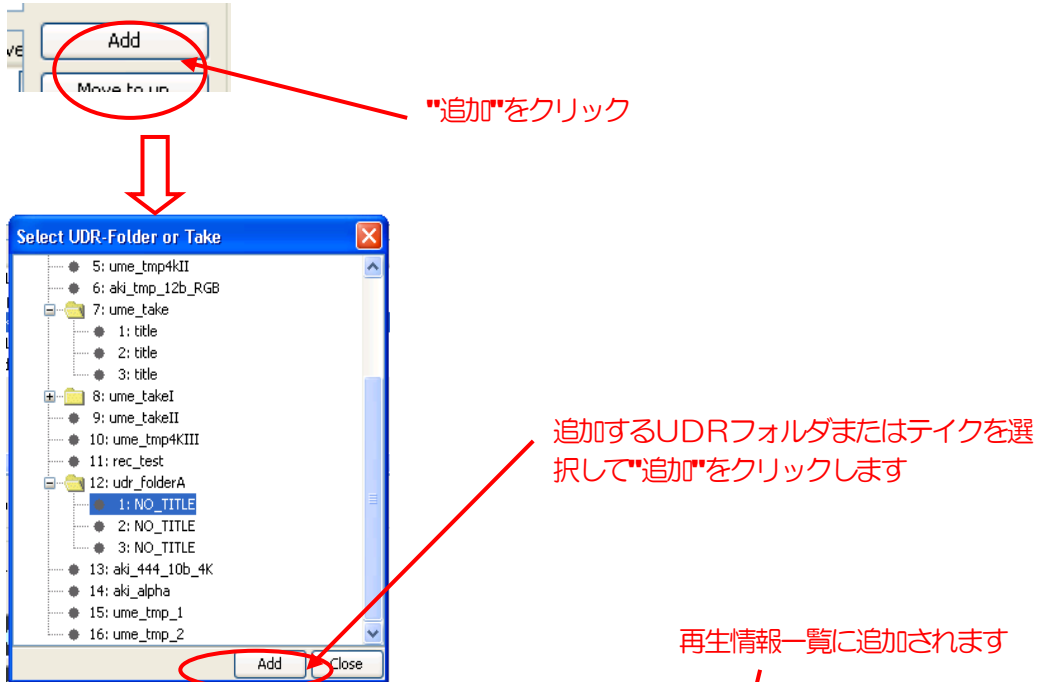 ve
Add
Move to up
"追加"をクリック
Select UDR-Folder or Take
5: ume_tmp4kII
6: aki_tmp_12b_RGB
7: ume_take
1: title
2: title
3: title
8: ume_takeI
9: ume_takeII
10: ume_tmp4KIII
11: rec_test
12: udr_folderA
1: NO_TITLE
2: NO_TITLE
3: NO_TITLE
13: aki_444_10b_4K
14: aki_alpha
15: ume_tmp_1
16: ume_tmp_2
Add
Close
追加するUDRフォルダまたはテイクを選
択して"追加"をクリックします
再生情報一覧に追加されます